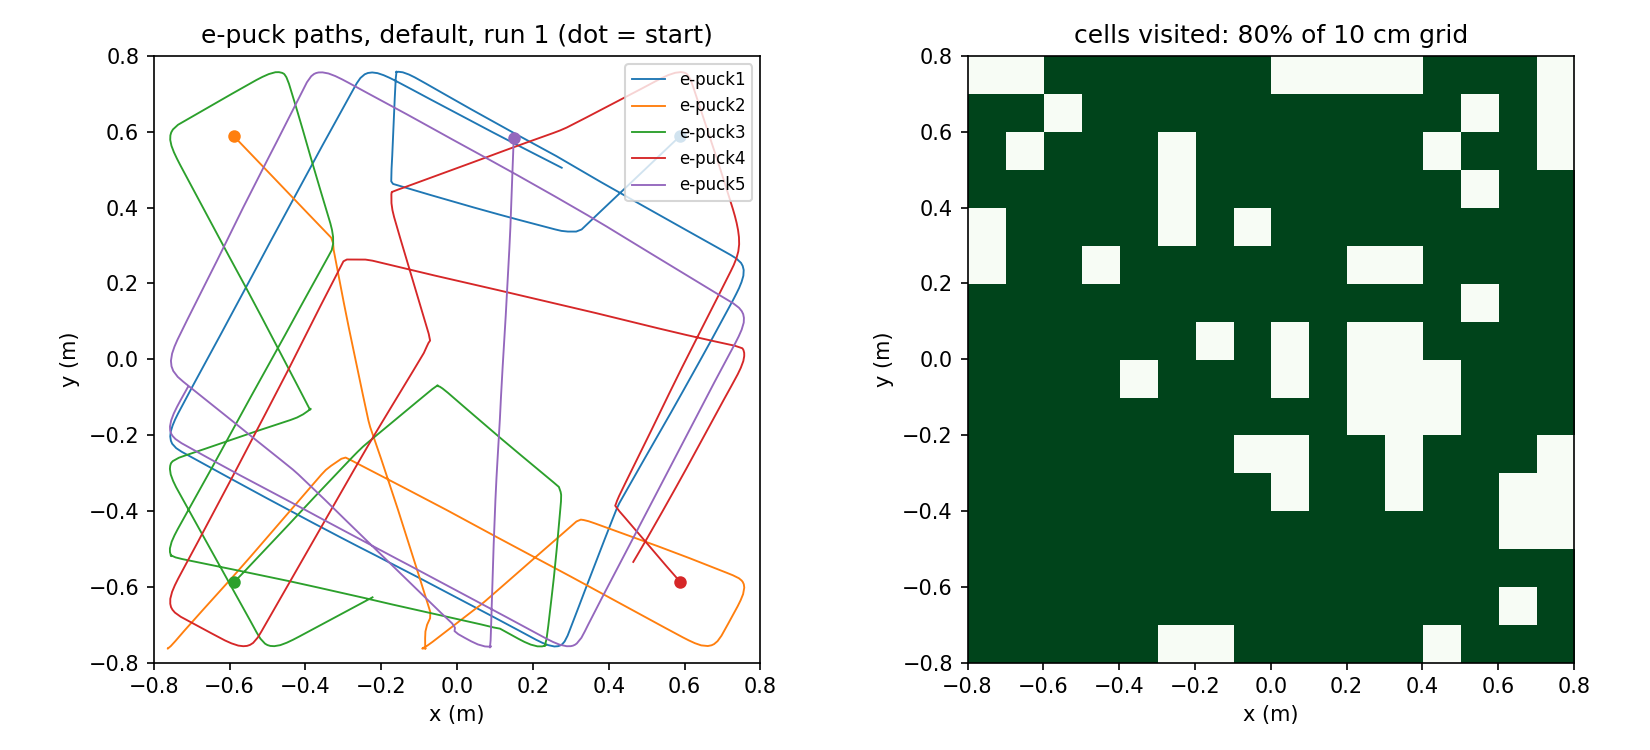 e-puck paths, default, run 1 (dot = start)
e-puck1
e-puck2
e-puck3
e-puck4
e-puck5
0.8
0.6
0.4
0.2
0.0
−0.2
−0.4
−0.6
−0.8
y (m)
−0.8 −0.6 −0.4 −0.2 0.0 0.2 0.4 0.6 0.8
x (m)
cells visited: 80% of 10 cm grid
0.8
0.6
0.4
0.2
0.0
−0.2
−0.4
−0.6
−0.8
y (m)
−0.8 −0.6 −0.4 −0.2 0.0 0.2 0.4 0.6 0.8
x (m)